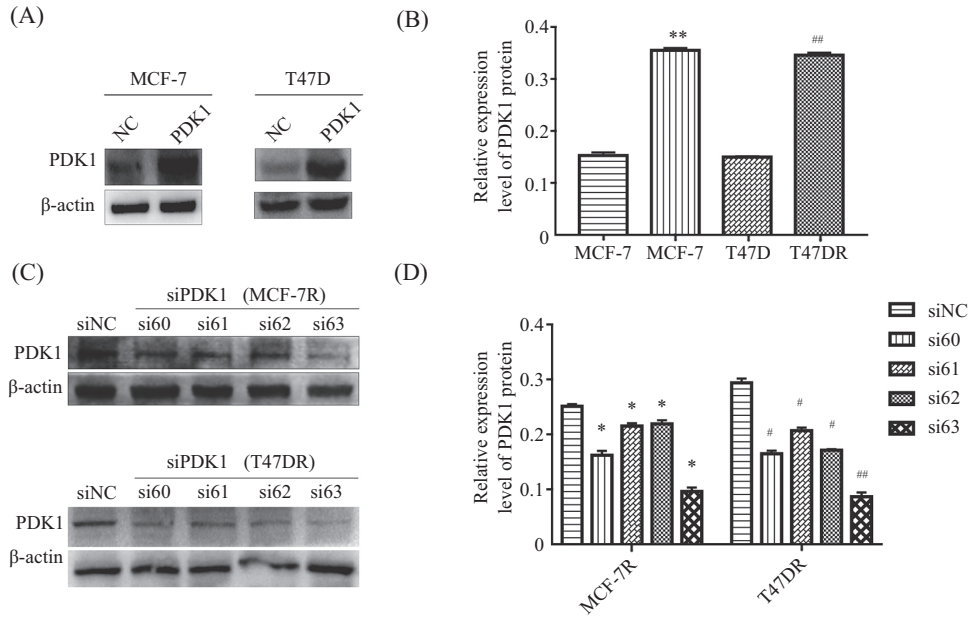 (A)
MCF-7
T47D
NC
PDK1
NC
PDK1
PDK1
β-actin
(B)
Relative expression
level of PDK1 protein
0.4
0.3
0.1
0
**
##
MCF-7
MCF-7
T47D
T47DR
(C)
siPDK1 (MCF-7R)
siNC si60 si61 si62 si63
PDK1
β-actin
siPDK1 (T47DR)
siNC si60 si61 si62 si63
PDK1
β-actin
(D)
Relative expression
level of PDK1 protein
0.4
0.3
0.2
0.1
0
*
*
*
*
#
#
#
##
MCF-7R
T47DR
siNC
si60
si61
si62
si63